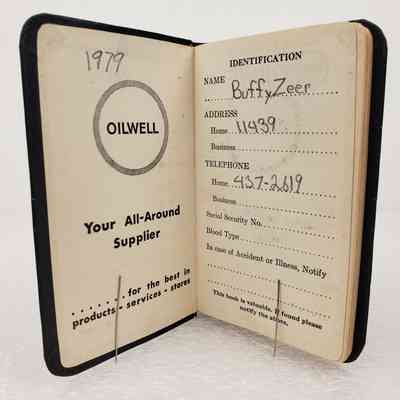 1979
OILWELL
Your All-Around
Supplier
. . . . . . . for the best in
products - services - stores
IDENTIFICATION
NAME Buffy Zeer
ADDRESS
Home 11439
Business
TELEPHONE
Home 437-2619
Business
Social Security No.
Blood Type
In case of Accident or Illness, Notify
This book is valuable. If found please
notify the above.